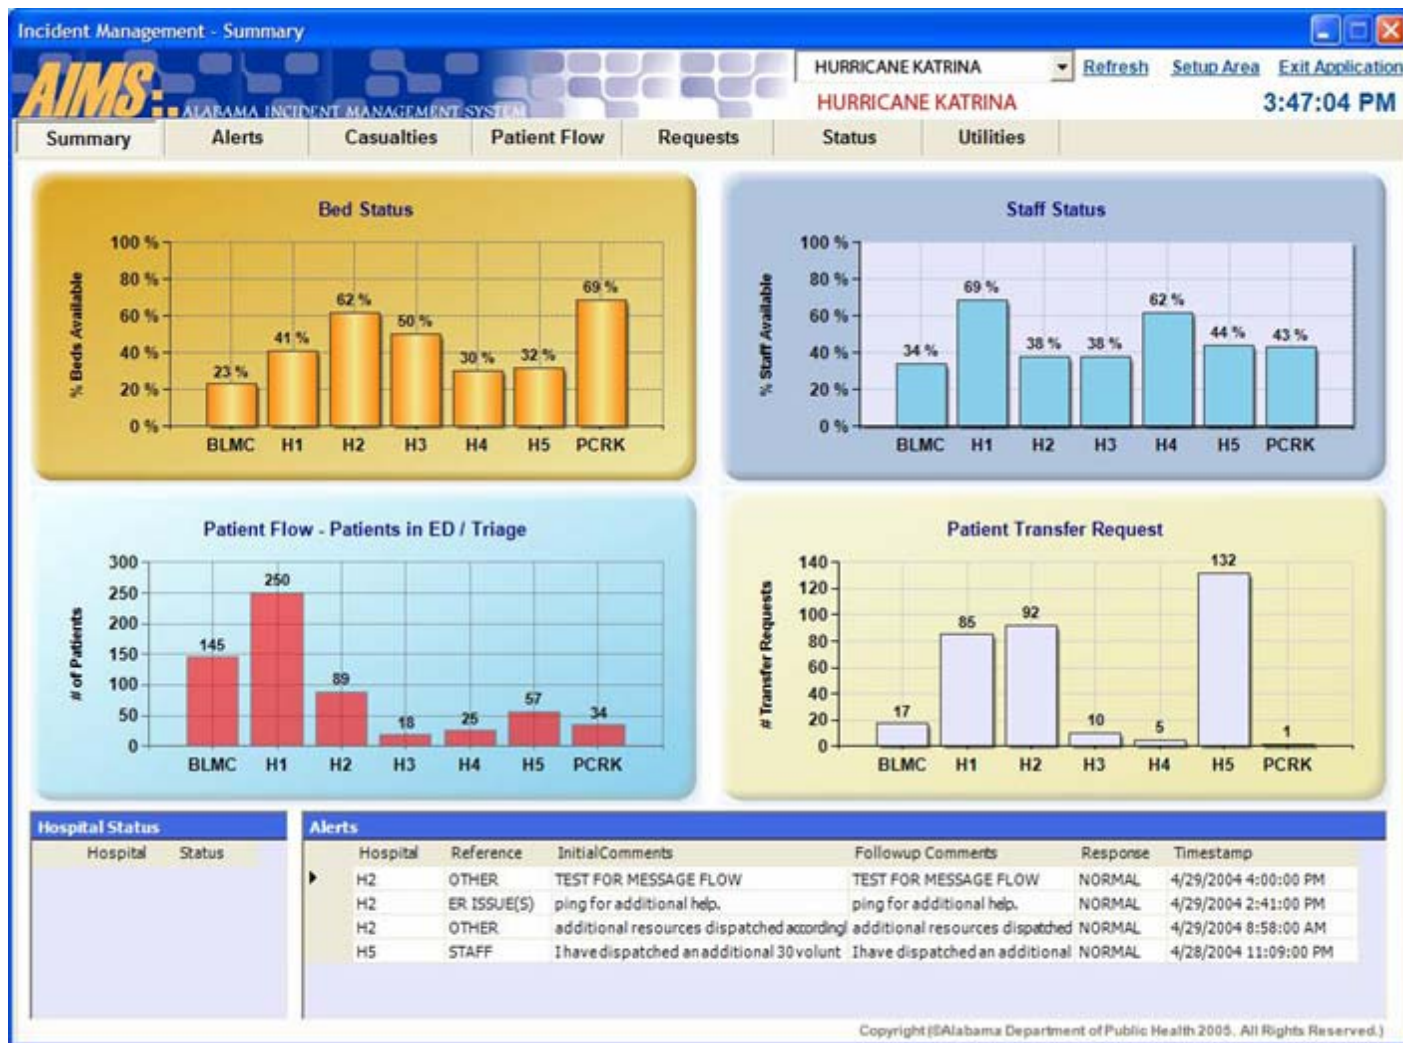 Incident Management - Summary
AIMS:. ALABAMA INCIDENT MANAGEMENT SYSTEM
HURRICANE KATRINA Refresh Setup Area Exit Application
HURRICANE KATRINA 3:47:04 PM
Summary Alerts Casualties Patient Flow Requests Status Utilities
Bed Status
% Beds Available
100 %
80 %
60 %
40 %
20 %
0 %
23 % 41 % 62 % 50 % 30 % 32 % 69 %
BLMC H1 H2 H3 H4 H5 PCRK
Staff Status
% Staff Available
100 %
80 %
60 %
40 %
20 %
0 %
34 % 69 % 38 % 38 % 62 % 44 % 43 %
BLMC H1 H2 H3 H4 H5 PCRK
Patient Flow - Patients in ED / Triage
# of Patients
300
250
200
150
100
50
0
145 250 89 18 25 57 34
BLMC H1 H2 H3 H4 H5 PCRK
Patient Transfer Request
# Transfer Requests
140
120
100
80
60
40
20
0
17 85 92 10 5 132 1
BLMC H1 H2 H3 H4 H5 PCRK
Hospital Status
Hospital Status
Alerts
Hospital Reference InitialComments Followup Comments Response Timestamp
H2 OTHER TEST FOR MESSAGE FLOW TEST FOR MESSAGE FLOW NORMAL 4/29/2004 4:00:00 PM
H2 ER ISSUE(S) ping for additional help. ping for additional help. NORMAL 4/29/2004 2:41:00 PM
H2 OTHER additional resources dispatched accordingl additional resources dispatched NORMAL 4/29/2004 8:58:00 AM
H5 STAFF I have dispatched an additional 30 volunt I have dispatched an additional NORMAL 4/28/2004 11:09:00 PM
Copyright (©Alabama Department of Public Health 2005. All Rights Reserved.)